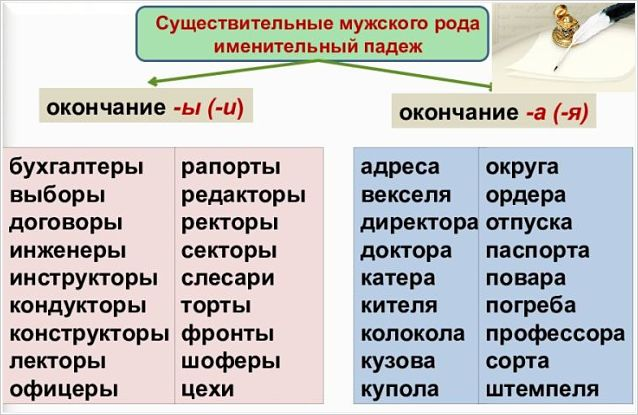 Существительные мужского рода
именительный падеж
окончание -ы (-и)
окончание -а (-я)
бухгалтеры
выборы
договоры
инженеры
инструкторы
кондукторы
конструкторы
лекторы
офицеры
рапорты
редакторы
ректоры
секторы
слесари
торты
фронты
шоферы
цехи
адреса
векселя
директора
доктора
катера
кителя
колокола
кузова
купола
округа
ордера
отпуска
паспорта
повара
погреба
профессора
сорта
штемпеля